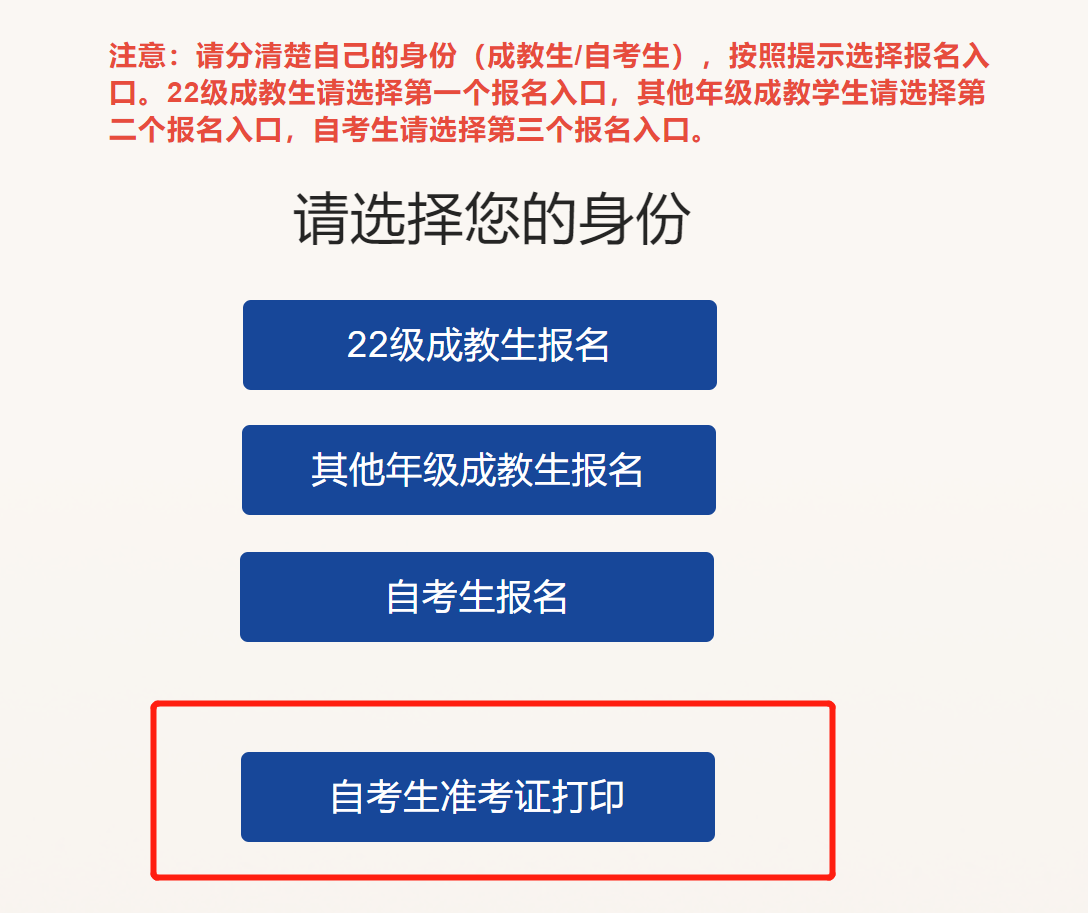 注意：请分清楚自己的身份（成教生/自考生），按照提示选择报名入
口。22级成教生请选择第一个报名入口，其他年级成教学生请选择第
二个报名入口，自考生请选择第三个报名入口。
请选择您的身份
22级成教生报名
其他年级成教生报名
自考生报名
自考生准考证打印